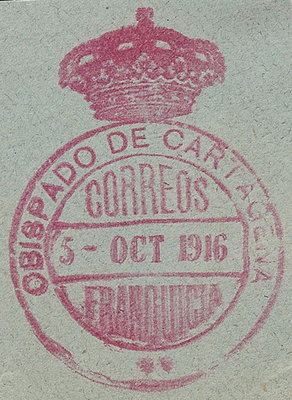 OBISPADO DE CARTAGENA
CORREOS
5 - OCT 1916
FRANQUICIA